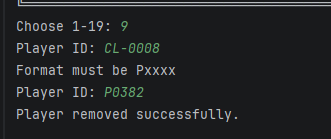 Choose 1-19: 9
Player ID: CL-0008
Format must be Pxxxx
Player ID: P0382
Player removed successfully.